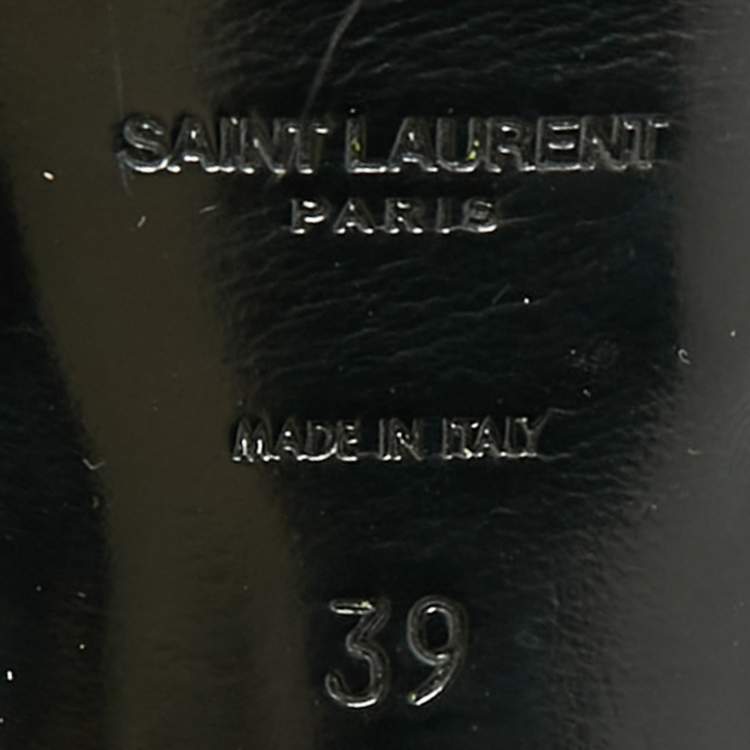 SAINT LAURENT
PARIS
MADE IN ITALY
39